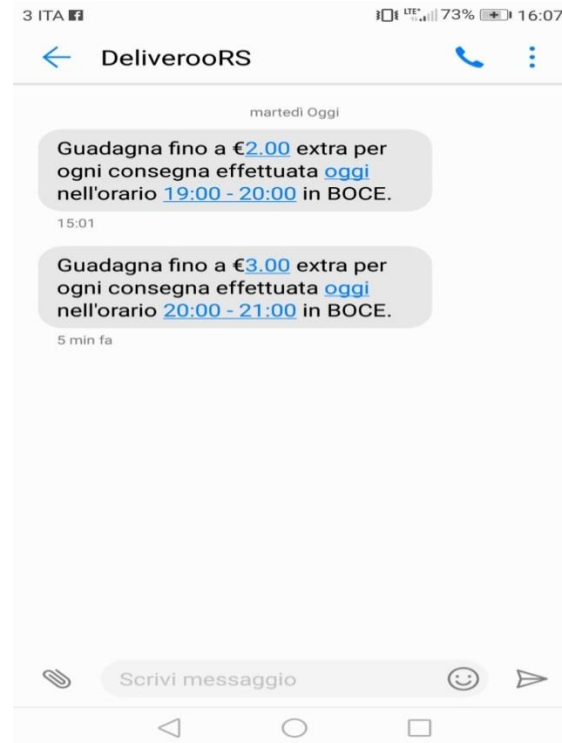 3 ITA 73% 16:07
DeliverooRS
martedì Oggi
Guadagna fino a €2.00 extra per
ogni consegna effettuata oggi
nell'orario 19:00 - 20:00 in BOCE.
15:01
Guadagna fino a €3.00 extra per
ogni consegna effettuata oggi
nell'orario 20:00 - 21:00 in BOCE.
5 min fa
Scrivi messaggio